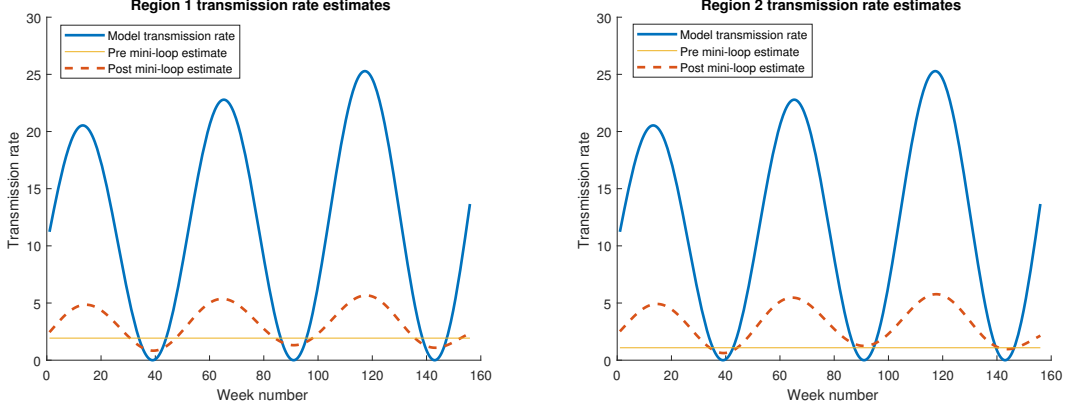 Region 1 transmission rate estimates
30
25
20
15
10
5
0
Transmission rate
Model transmission rate
Pre mini-loop estimate
Post mini-loop estimate
0 20 40 60 80 100 120 140 160
Week number
Region 2 transmission rate estimates
30
25
20
15
10
5
0
Transmission rate
Model transmission rate
Pre mini-loop estimate
Post mini-loop estimate
0 20 40 60 80 100 120 140 160
Week number